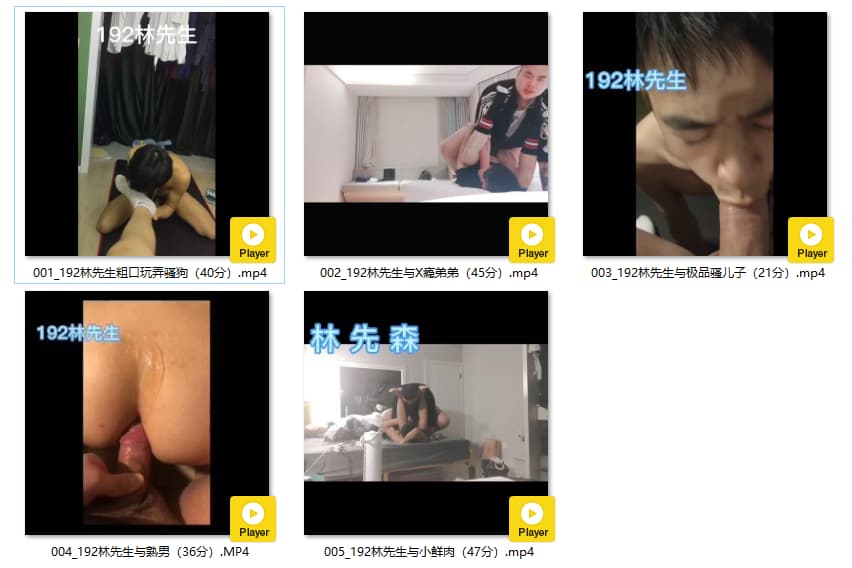 192林先生
192林先生
Player
Player
Player
001_192林先生粗口玩弄骚狗（40分）.mp4
002_192林先生与X瘾弟弟（45分）.mp4
003_192林先生与极品骚儿子（21分）.mp4
192林先生
林先森
Player
Player
004_192林先生与熟男（36分）.MP4
005_192林先生与小鲜肉（47分）.mp4